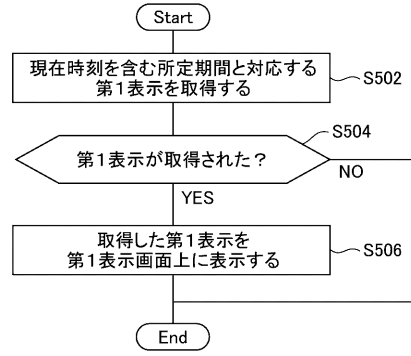 Start
現在時刻を含む所定期間と対応する
第1表示を取得する
S502
S504
第1表示が取得された？
NO
YES
取得した第1表示を
第1表示画面上に表示する
S506
End